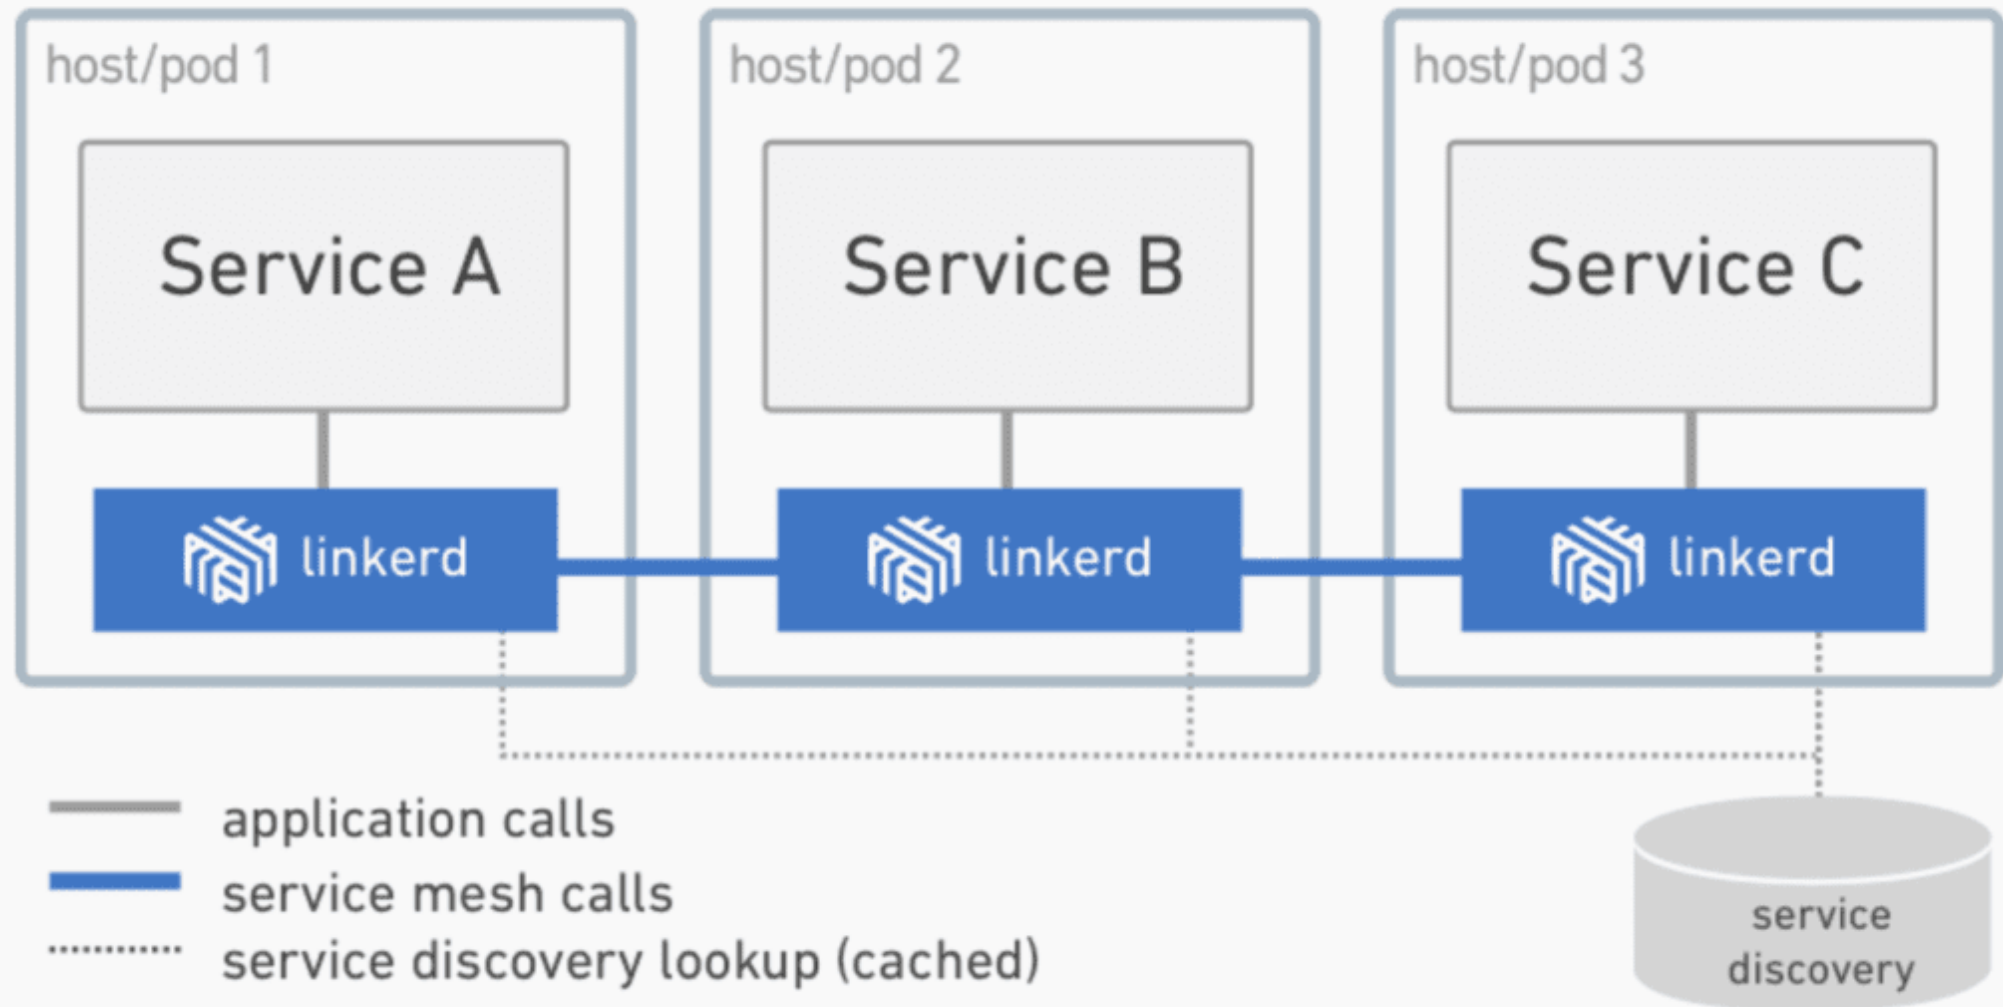 host/pod 1
host/pod 2
host/pod 3
Service A
Service B
Service C
linkerd
linkerd
linkerd
application calls
service mesh calls
service discovery lookup (cached)
service
discovery